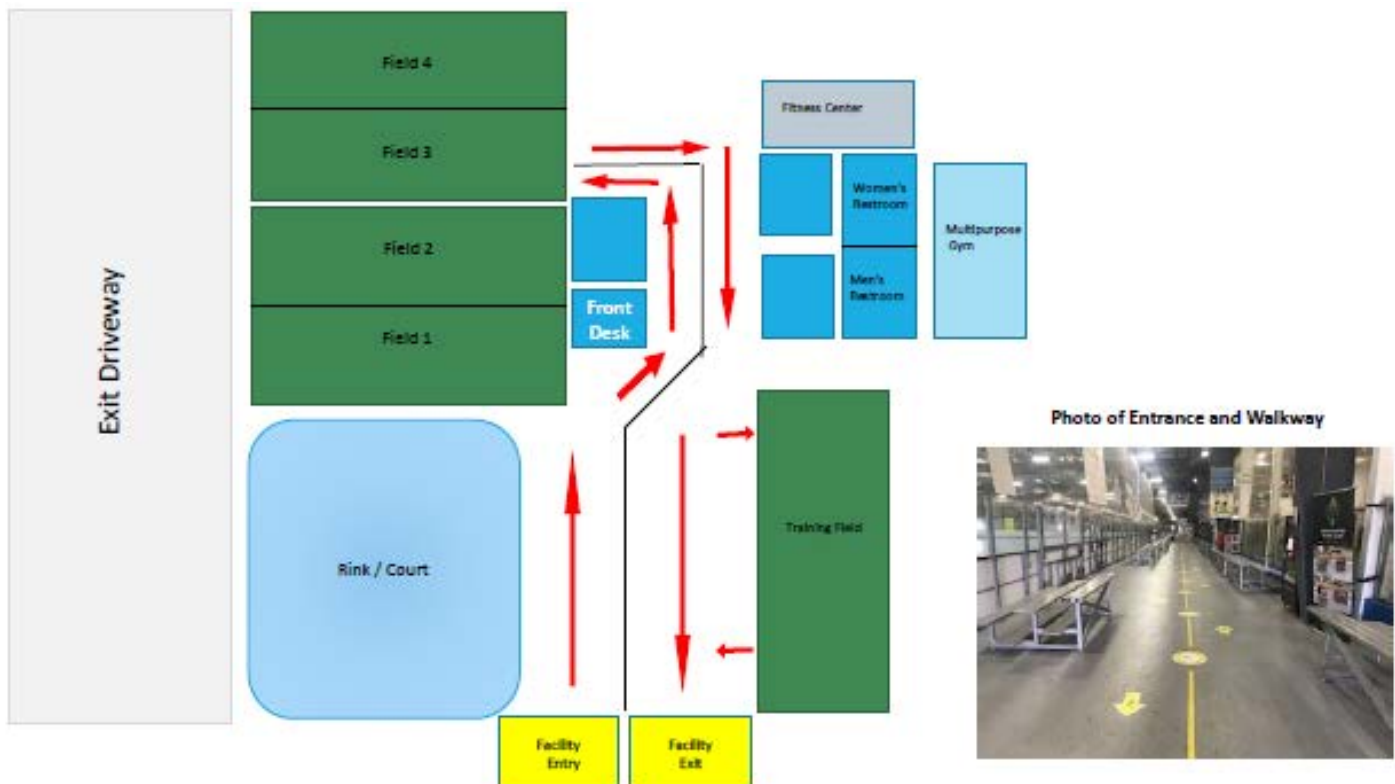 Field 4
Fitness Center
Field 3
Women's
Restroom
Multipurpose
Gym
Field 2
Men's
Restroom
Front
Desk
Field 1
Exit Driveway
Photo of Entrance and Walkway
Training Field
Rink / Court
Facility
Entry
Facility
Exit